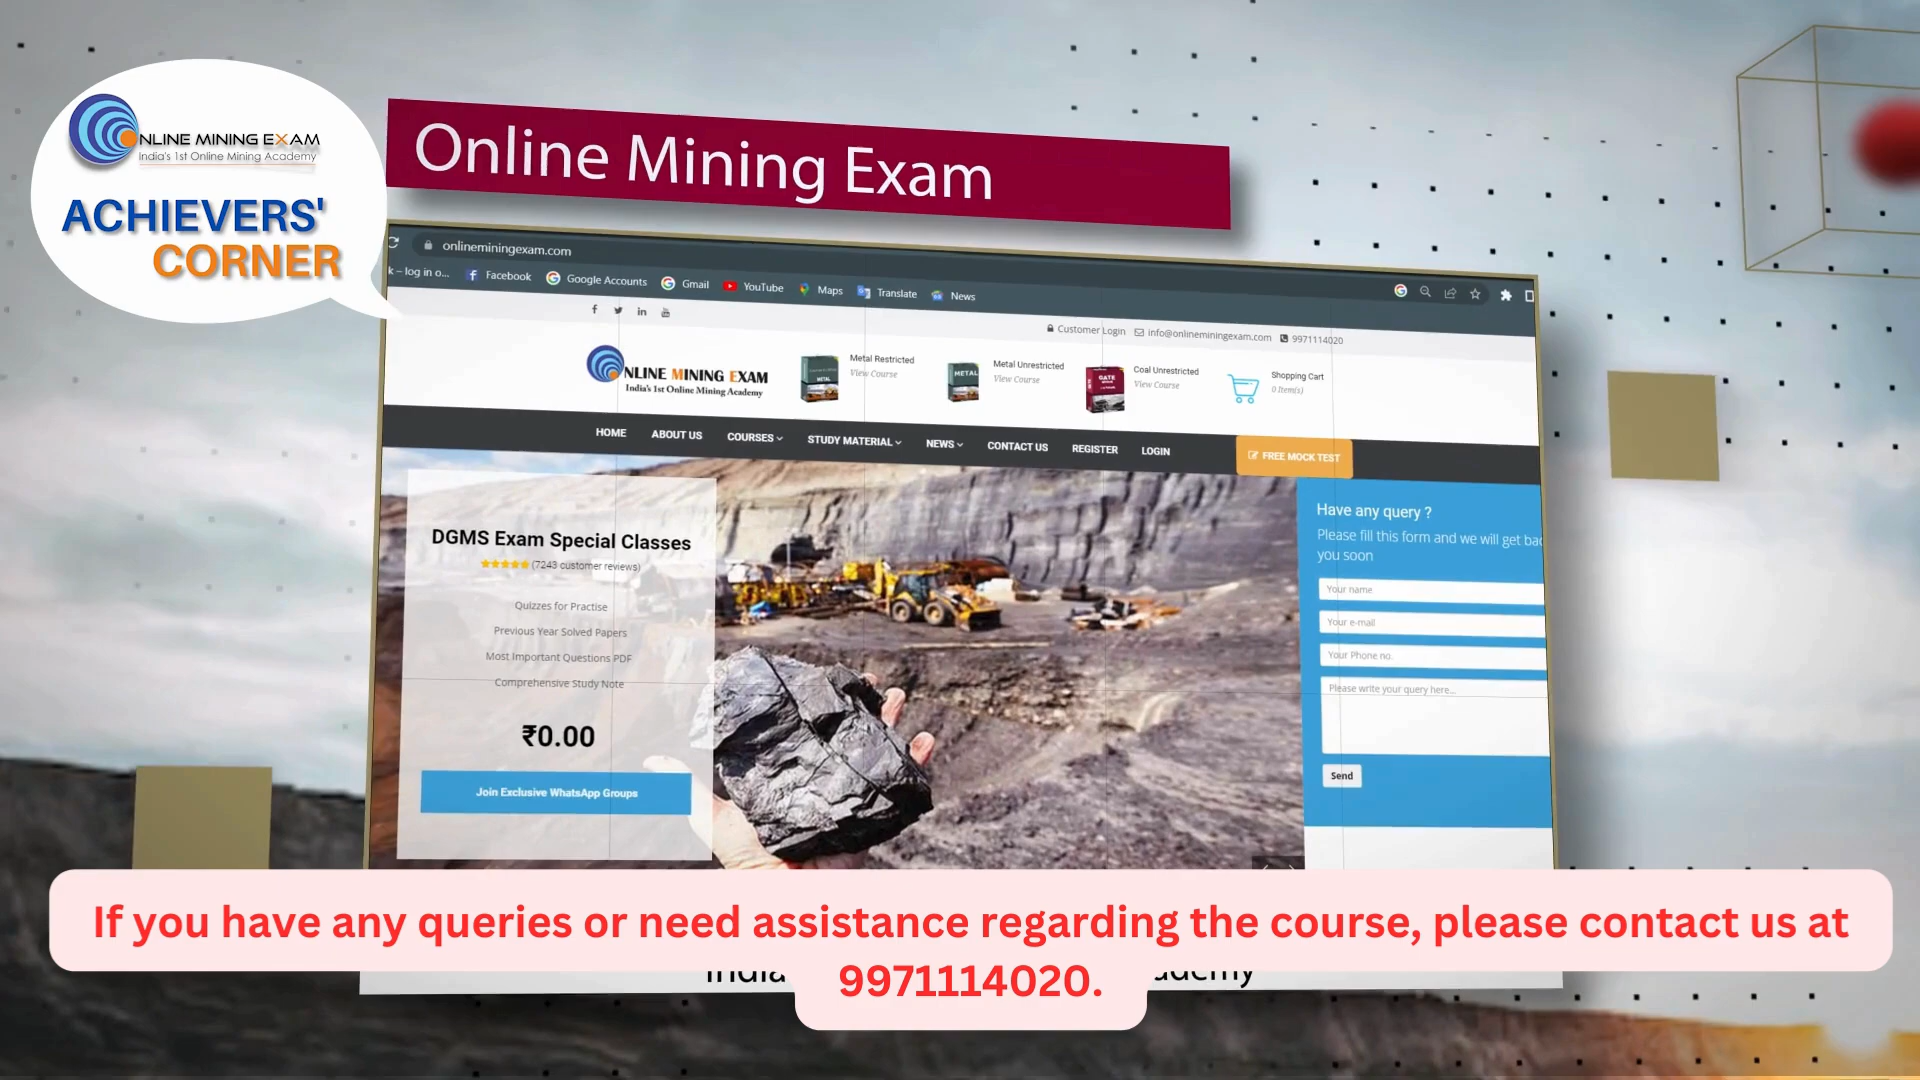 ONLINE MINING EXAM
India's 1st Online Mining Academy
ACHIEVERS'
CORNER
Online Mining Exam
onlineminingexam.com
k – log in o... Facebook Google Accounts Gmail YouTube Maps Translate News
Customer Login info@onlineminingexam.com 9971114020
ONLINE MINING EXAM
India's 1st Online Mining Academy
Metal Restricted
View Course
METAL
Metal Unrestricted
View Course
METAL
Coal Unrestricted
View Course
GATE
Shopping Cart
0 Item(s)
HOME ABOUT US COURSES STUDY MATERIAL NEWS CONTACT US REGISTER LOGIN FREE MOCK TEST
DGMS Exam Special Classes
(7243 customer reviews)
Quizzes for Practise
Previous Year Solved Papers
Most Important Questions PDF
Comprehensive Study Note
₹0.00
Join Exclusive WhatsApp Groups
Have any query ?
Please fill this form and we will get bac
you soon
Your name
Your e-mail
Your Phone no.
Please write your query here...
Send
If you have any queries or need assistance regarding the course, please contact us at
9971114020.